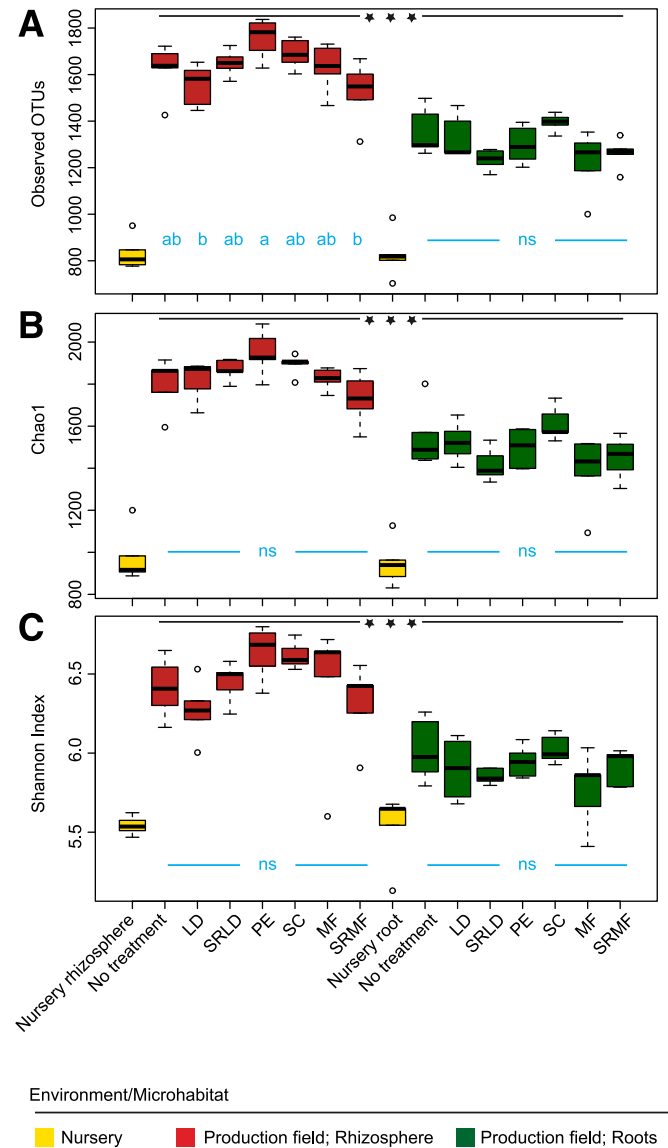 A
★ ★ ★
Observed OTUs
1800
1600
1400
1200
1000
800
ab b ab a ab ab b
ns
B
★ ★ ★
Chao1
2000
1600
1200
800
ns ns
C
★ ★ ★
Shannon Index
6.5
6.0
5.5
ns ns
Nursery rhizosphere
No treatment
LD
SRLD
PE
SC
MF
SRMF
Nursery root
No treatment
LD
SRLD
PE
SC
MF
SRMF
Environment/Microhabitat
Nursery Production field; Rhizosphere Production field; Roots